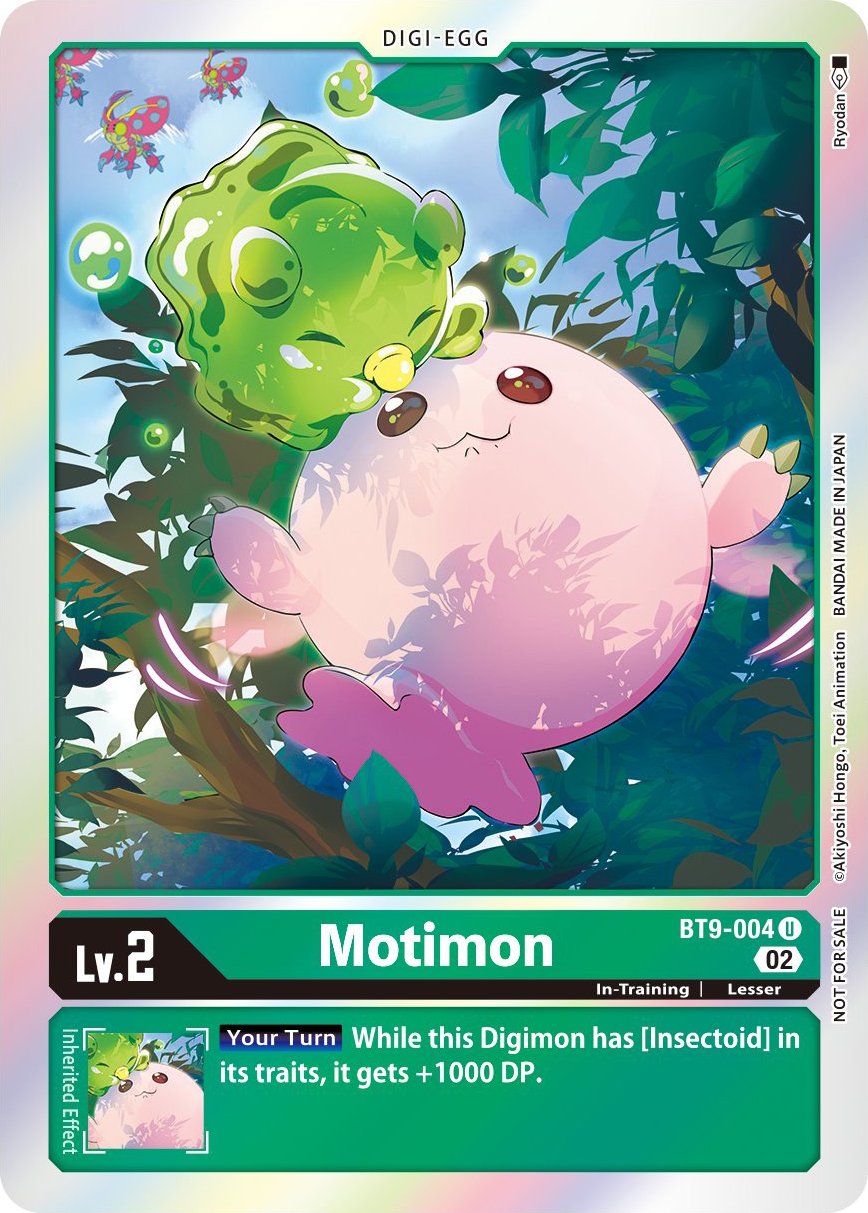 DIGI-EGG
Ryodan
Lv.2
Motimon
BT9-004 U
02
In-Training | Lesser
Inherited Effect
Your Turn While this Digimon has [Insectoid] in
its traits, it gets +1000 DP.
©Akiyoshi Hongo, Toei Animation BANDAI MADE IN JAPAN
NOT FOR SALE